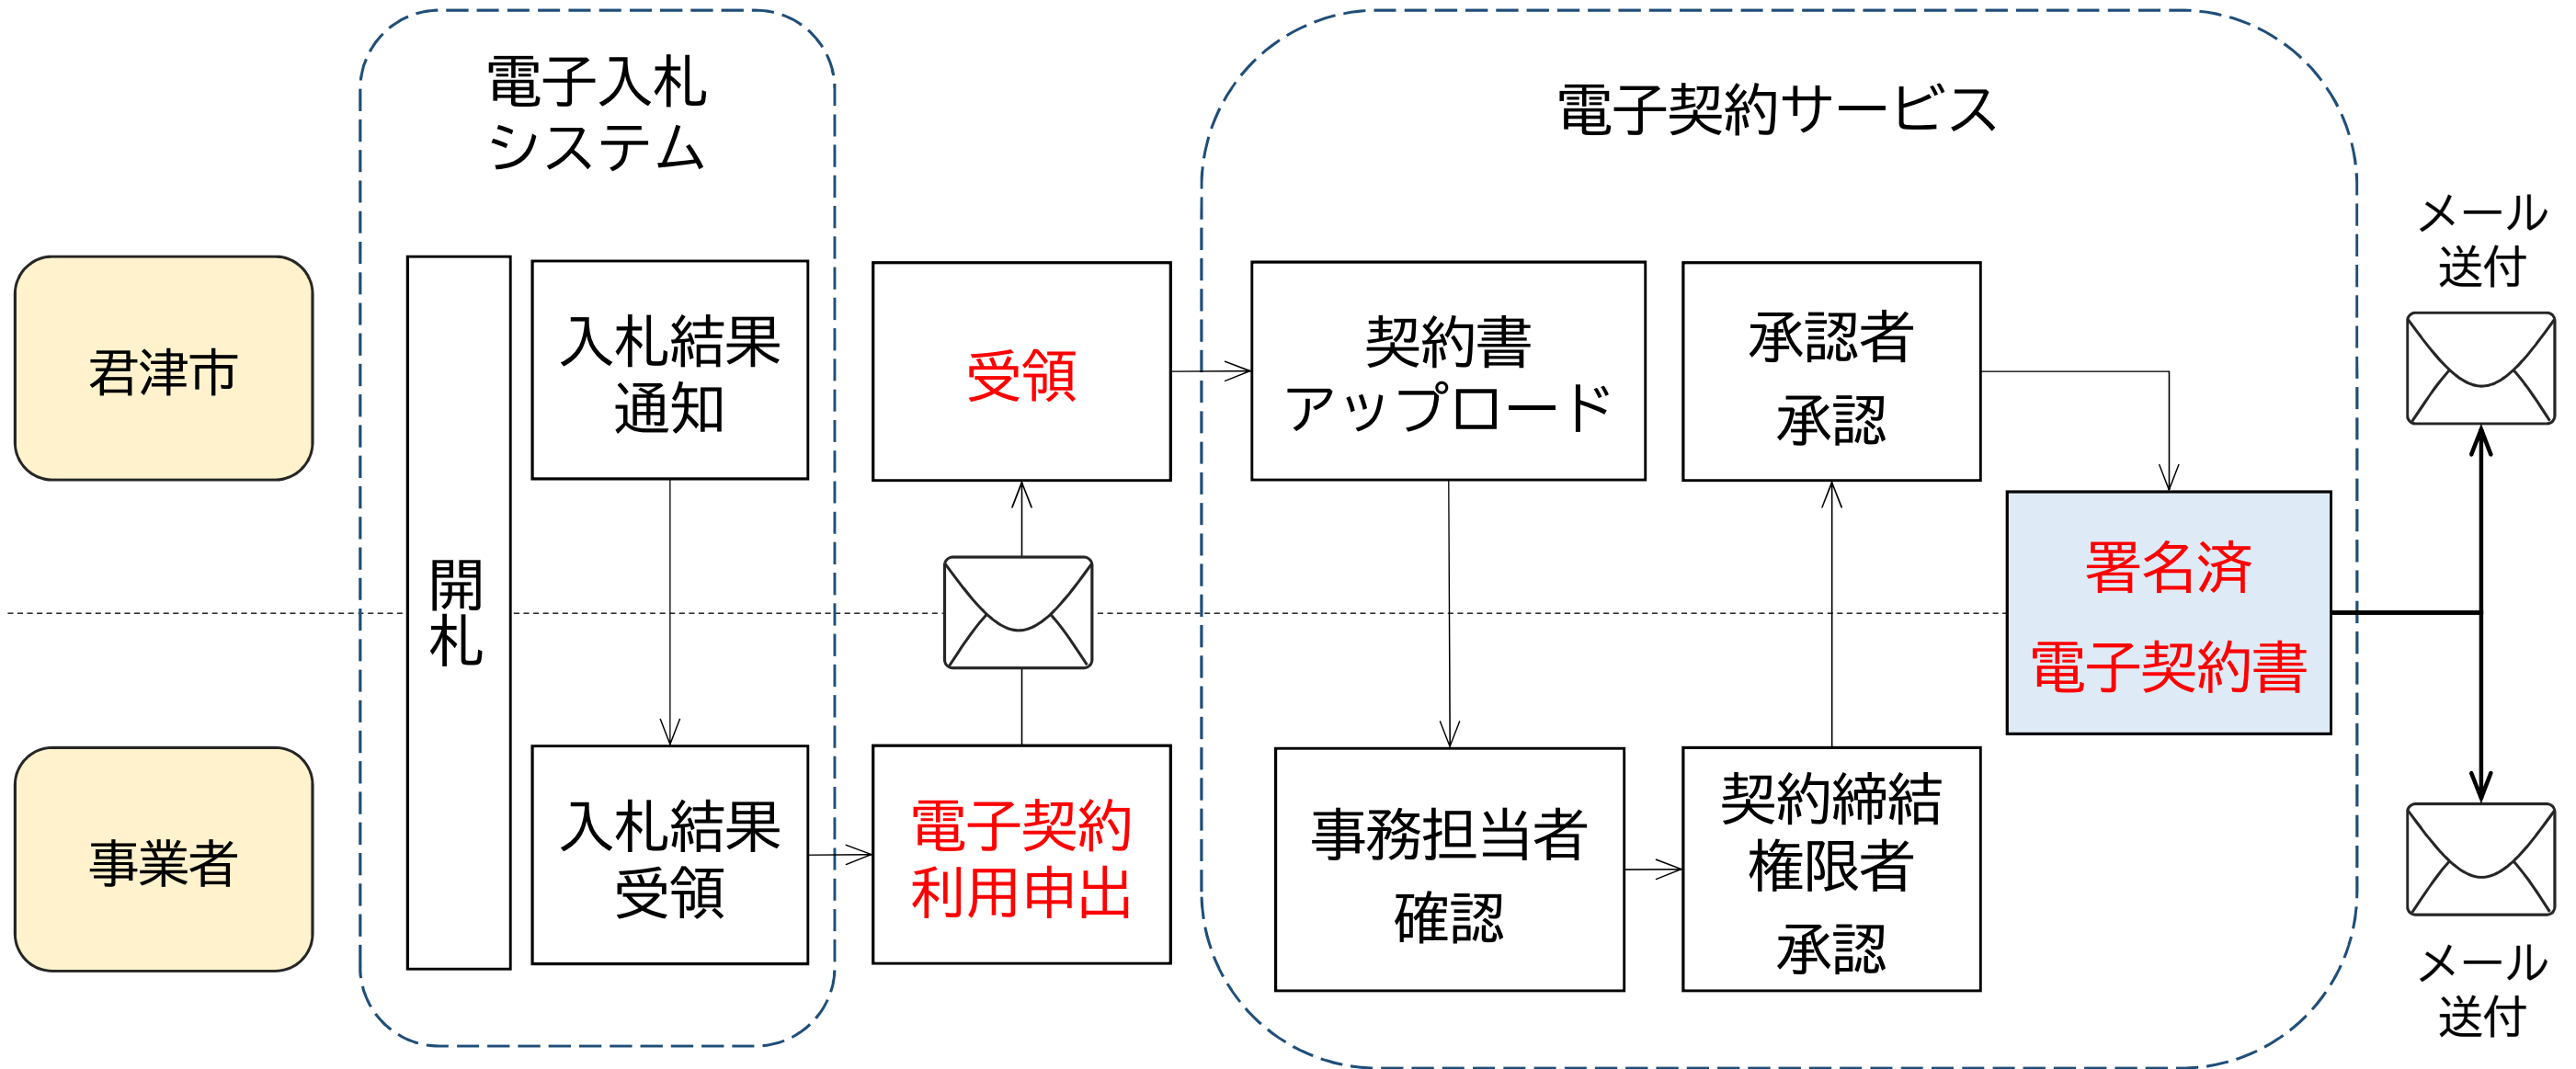 電子入札
システム
電子契約サービス
メール
送付
君津市
開札
入札結果
通知
受領
契約書
アップロード
承認者
承認
署名済
電子契約書
事業者
入札結果
受領
電子契約
利用申出
事務担当者
確認
契約締結
権限者
承認
メール
送付